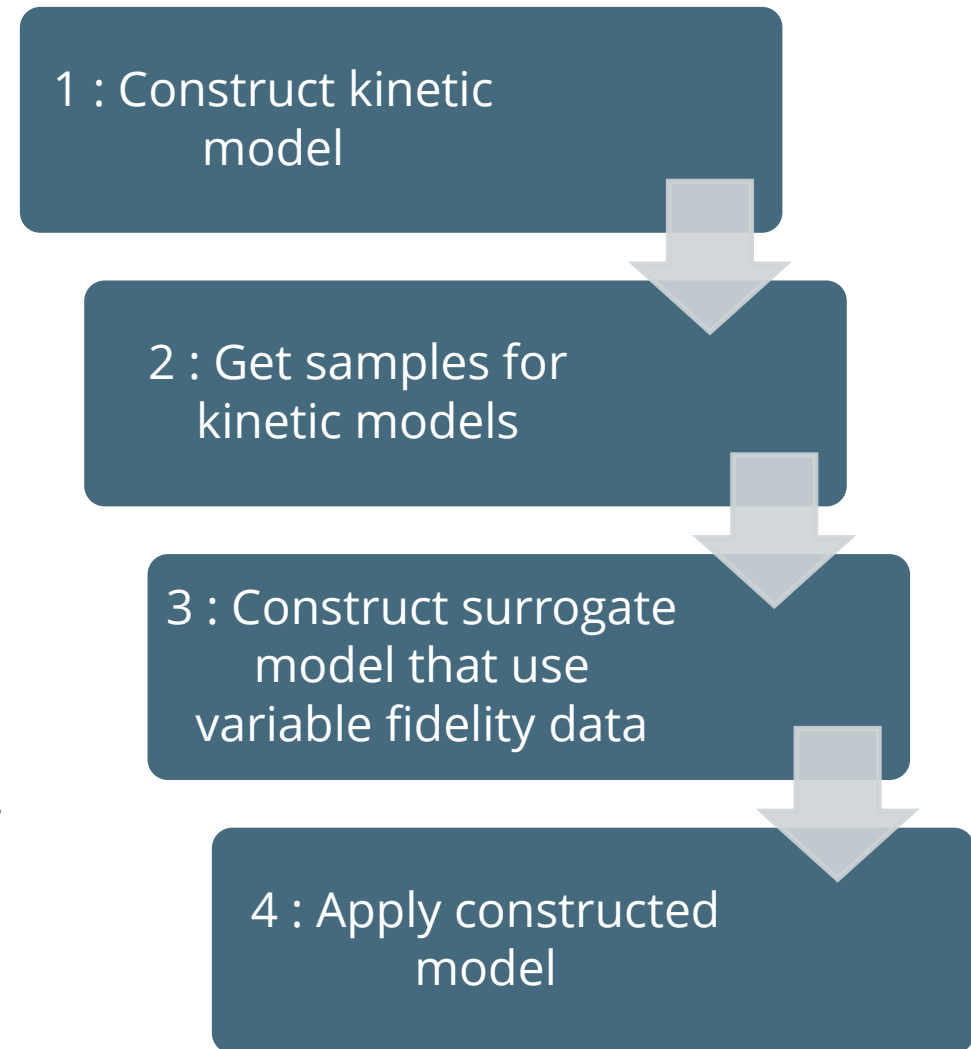 1 : Construct kinetic
model
2 : Get samples for
kinetic models
3 : Construct surrogate
model that use
variable fidelity data
4 : Apply constructed
model